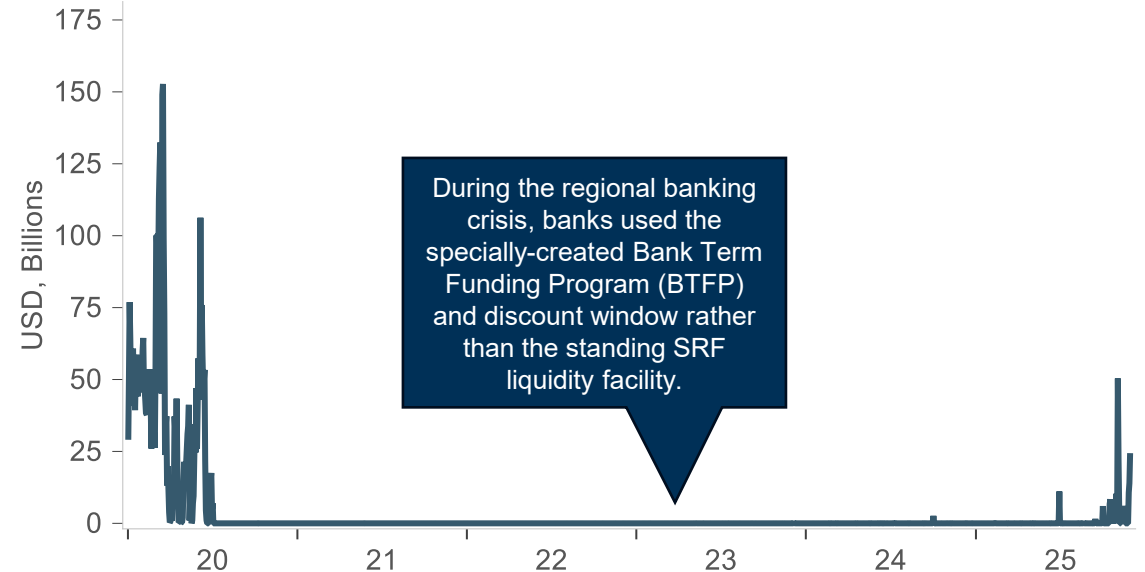 175
150
125
100
75
50
25
0
USD, Billions
During the regional banking
crisis, banks used the
specially-created Bank Term
Funding Program (BTFP)
and discount window rather
than the standing SRF
liquidity facility.
20 21 22 23 24 25